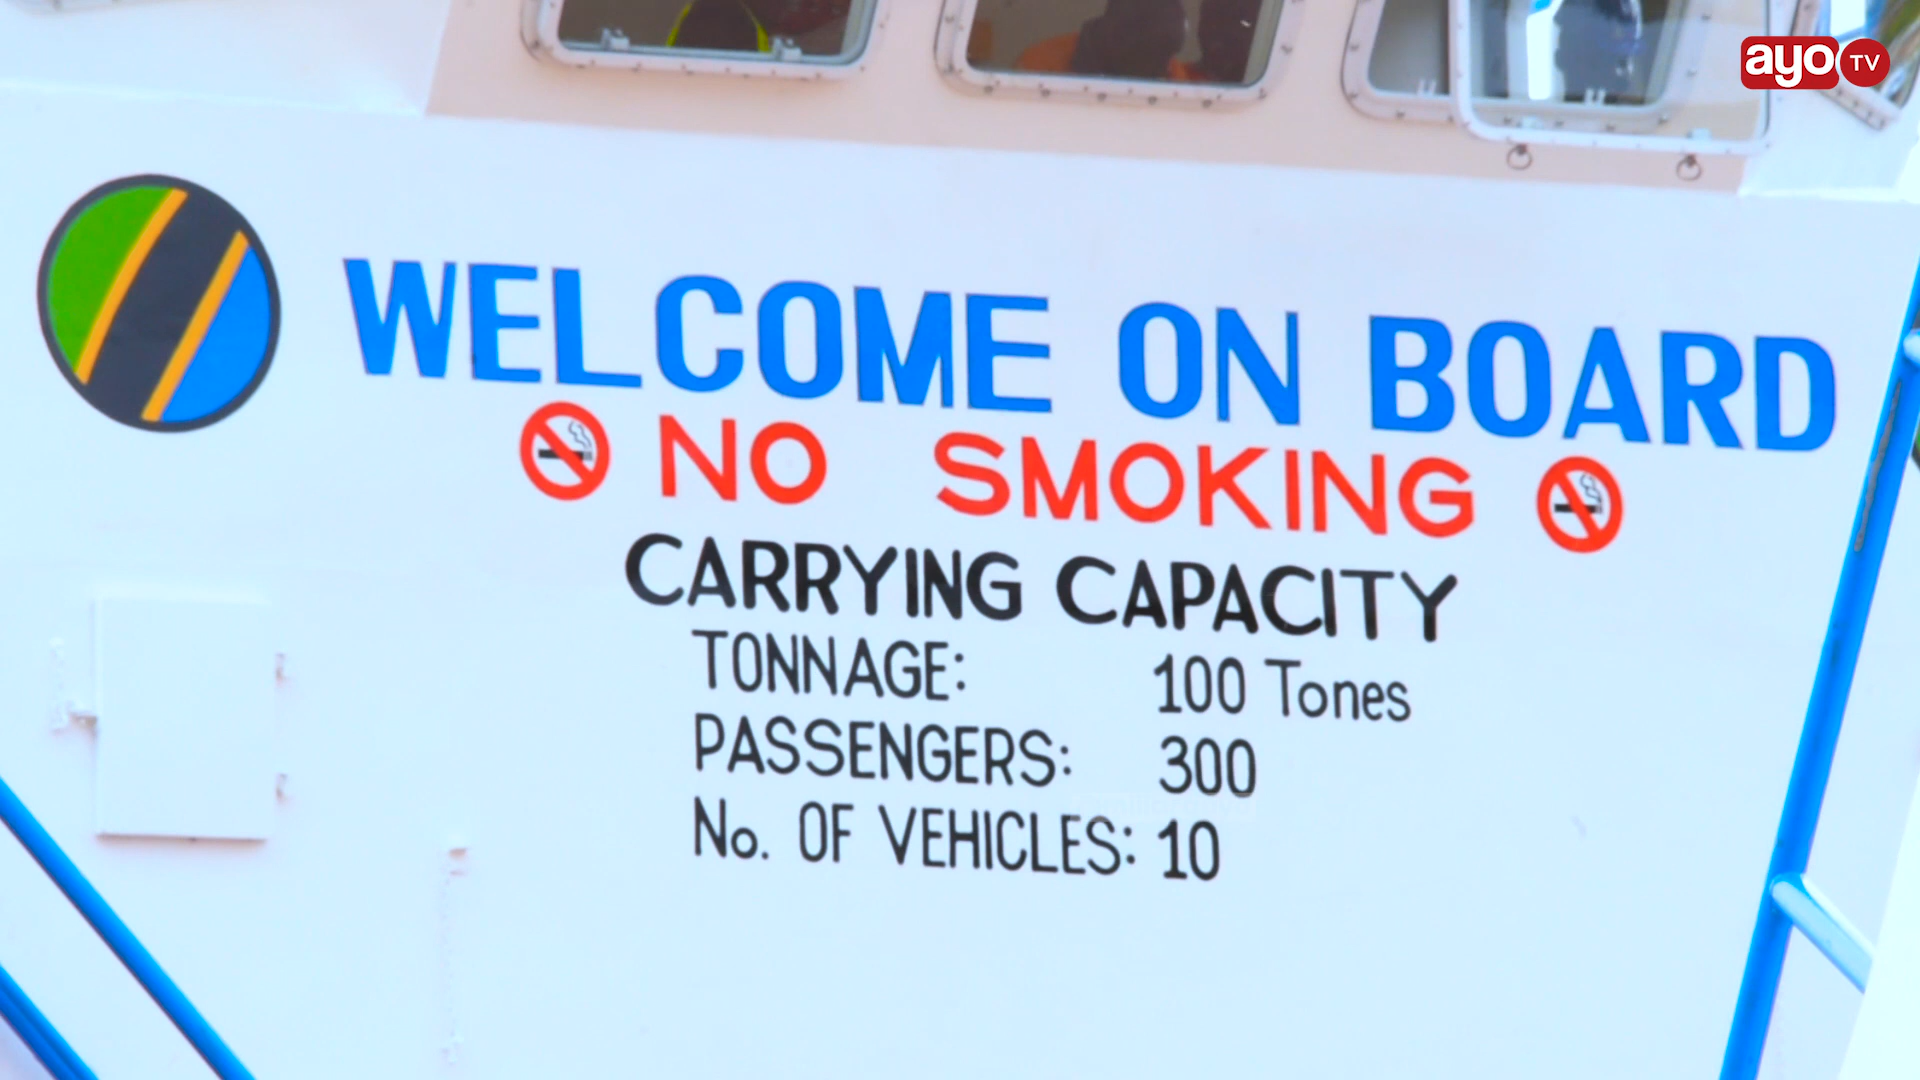 ayo TV
WELCOME ON BOARD
NO SMOKING
CARRYING CAPACITY
TONNAGE: 100 Tones
PASSENGERS: 300
No. OF VEHICLES: 10